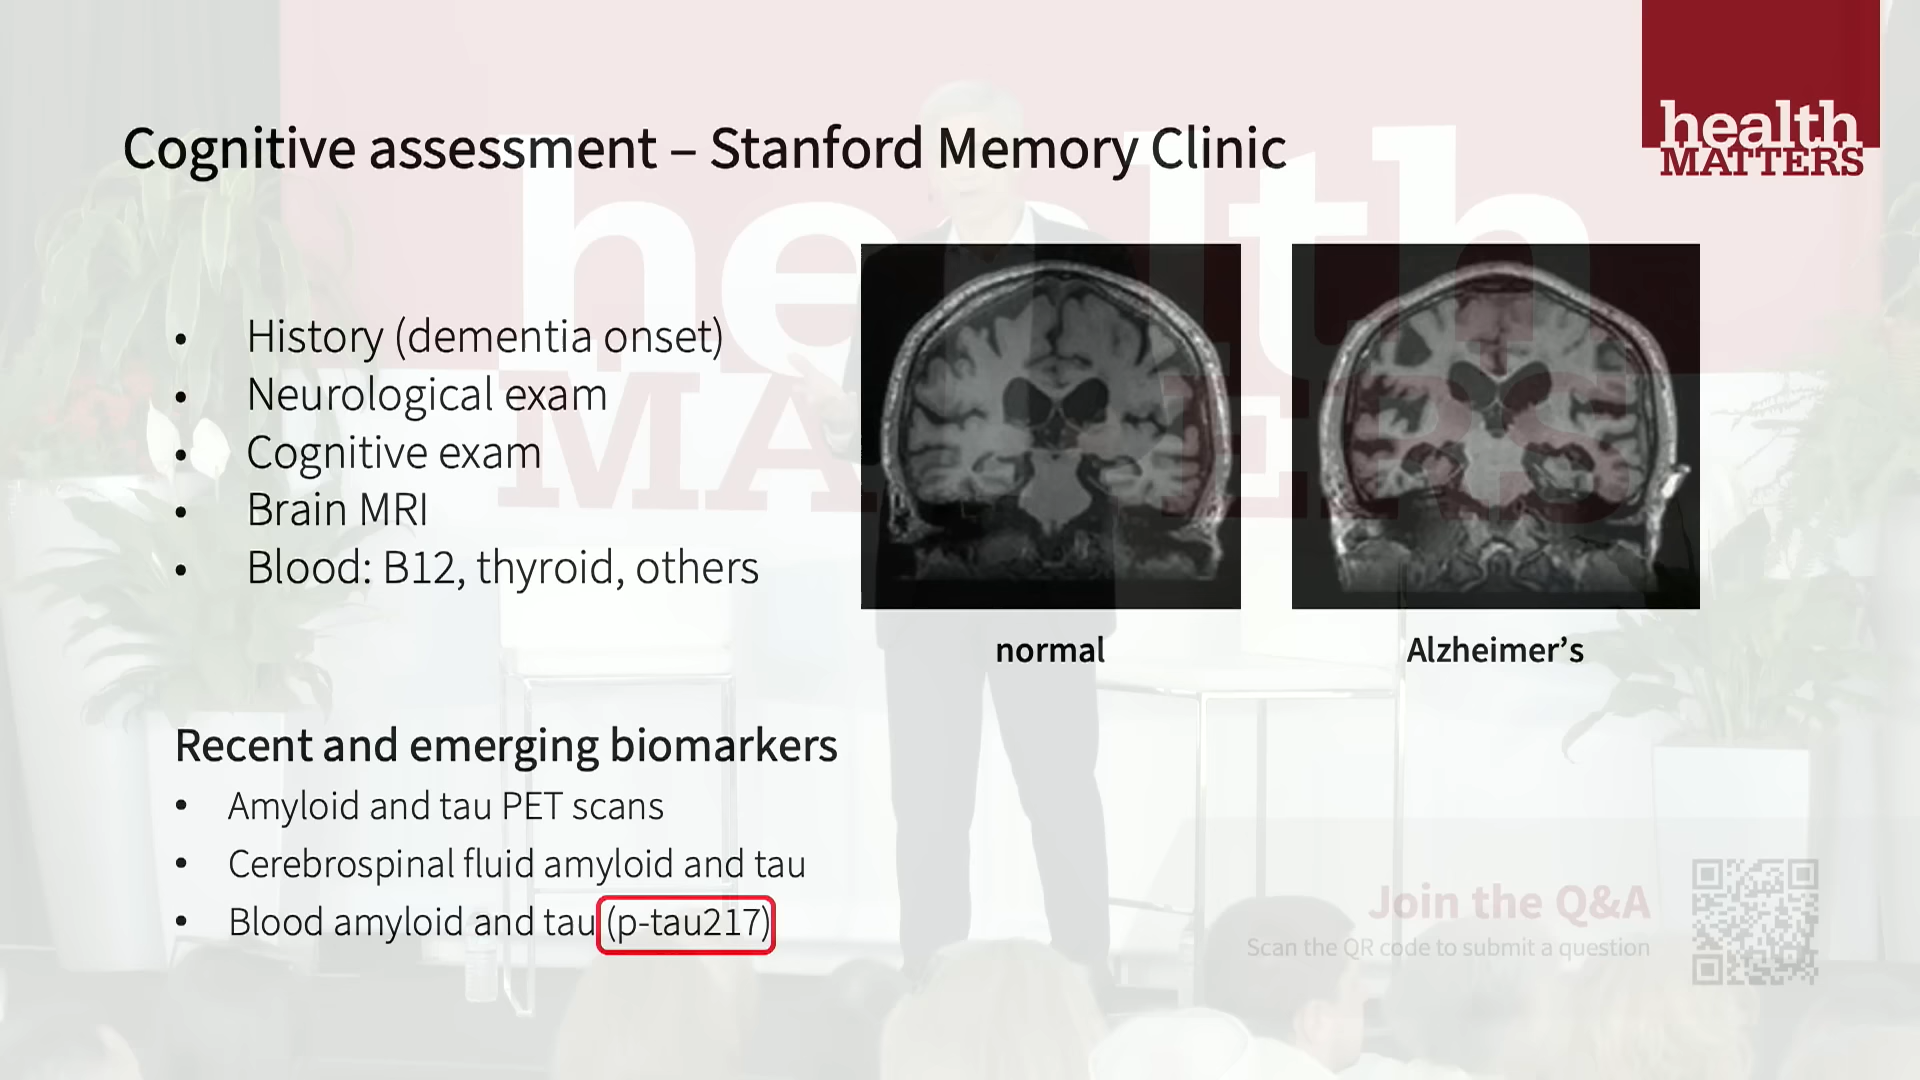 health
MATTERS
Cognitive assessment – Stanford Memory Clinic
• History (dementia onset)
• Neurological exam
• Cognitive exam
• Brain MRI
• Blood: B12, thyroid, others
normal
Alzheimer’s
Recent and emerging biomarkers
• Amyloid and tau PET scans
• Cerebrospinal fluid amyloid and tau
• Blood amyloid and tau (p-tau217)
Join the Q&A
Scan the QR code to submit a question
health
MATTERS